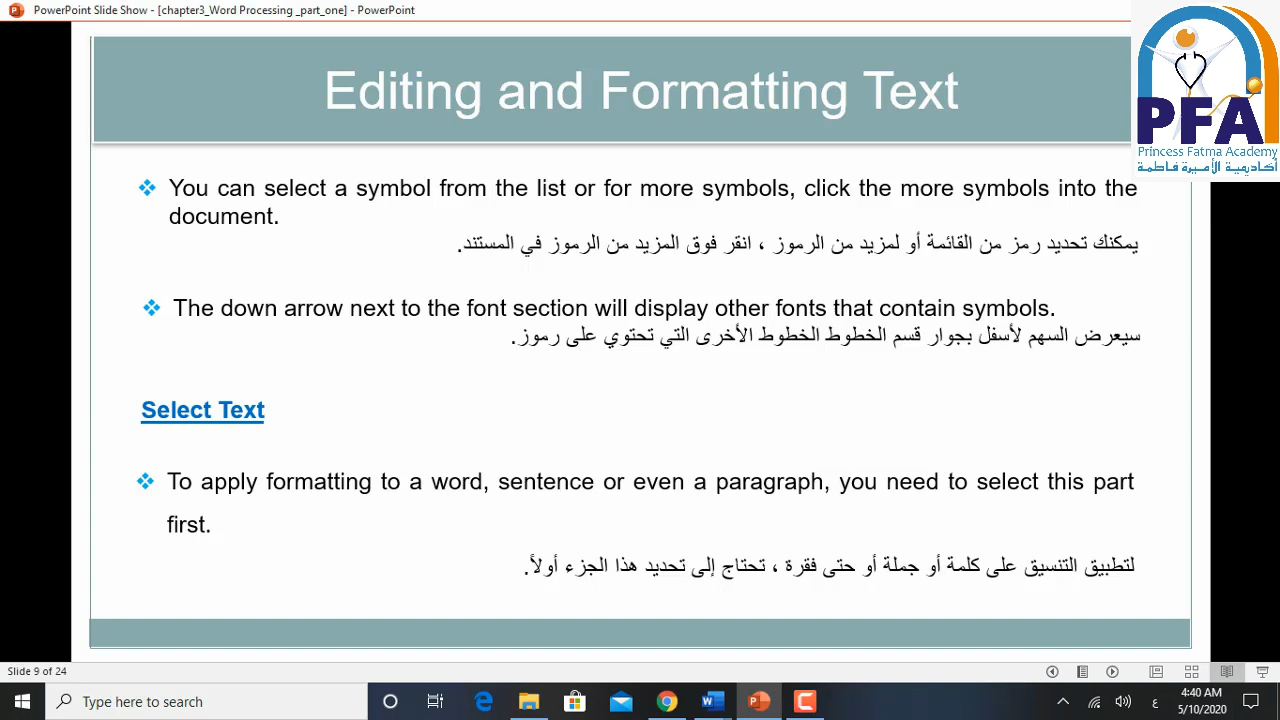 PowerPoint Slide Show - [chapter3_Word Processing _part_one] - PowerPoint
Editing and Formatting Text
PFA
Princess Fatma Academy
أكاديمية الأميرة فاطمة
You can select a symbol from the list or for more symbols, click the more symbols into the
document.
يمكنك تحديد رمز من القائمة أو لمزيد من الرموز ، انقر فوق المزيد من الرموز في المستند.
The down arrow next to the font section will display other fonts that contain symbols.
سيعرض السهم لأسفل بجوار قسم الخطوط الخطوط الأخرى التي تحتوي على رموز.
Select Text
To apply formatting to a word, sentence or even a paragraph, you need to select this part
first.
لتطبيق التنسيق على كلمة أو جملة أو حتى فقرة ، تحتاج إلى تحديد هذا الجزء أولاً.
Slide 9 of 24
Type here to search
ع
4:40 AM
5/10/2020